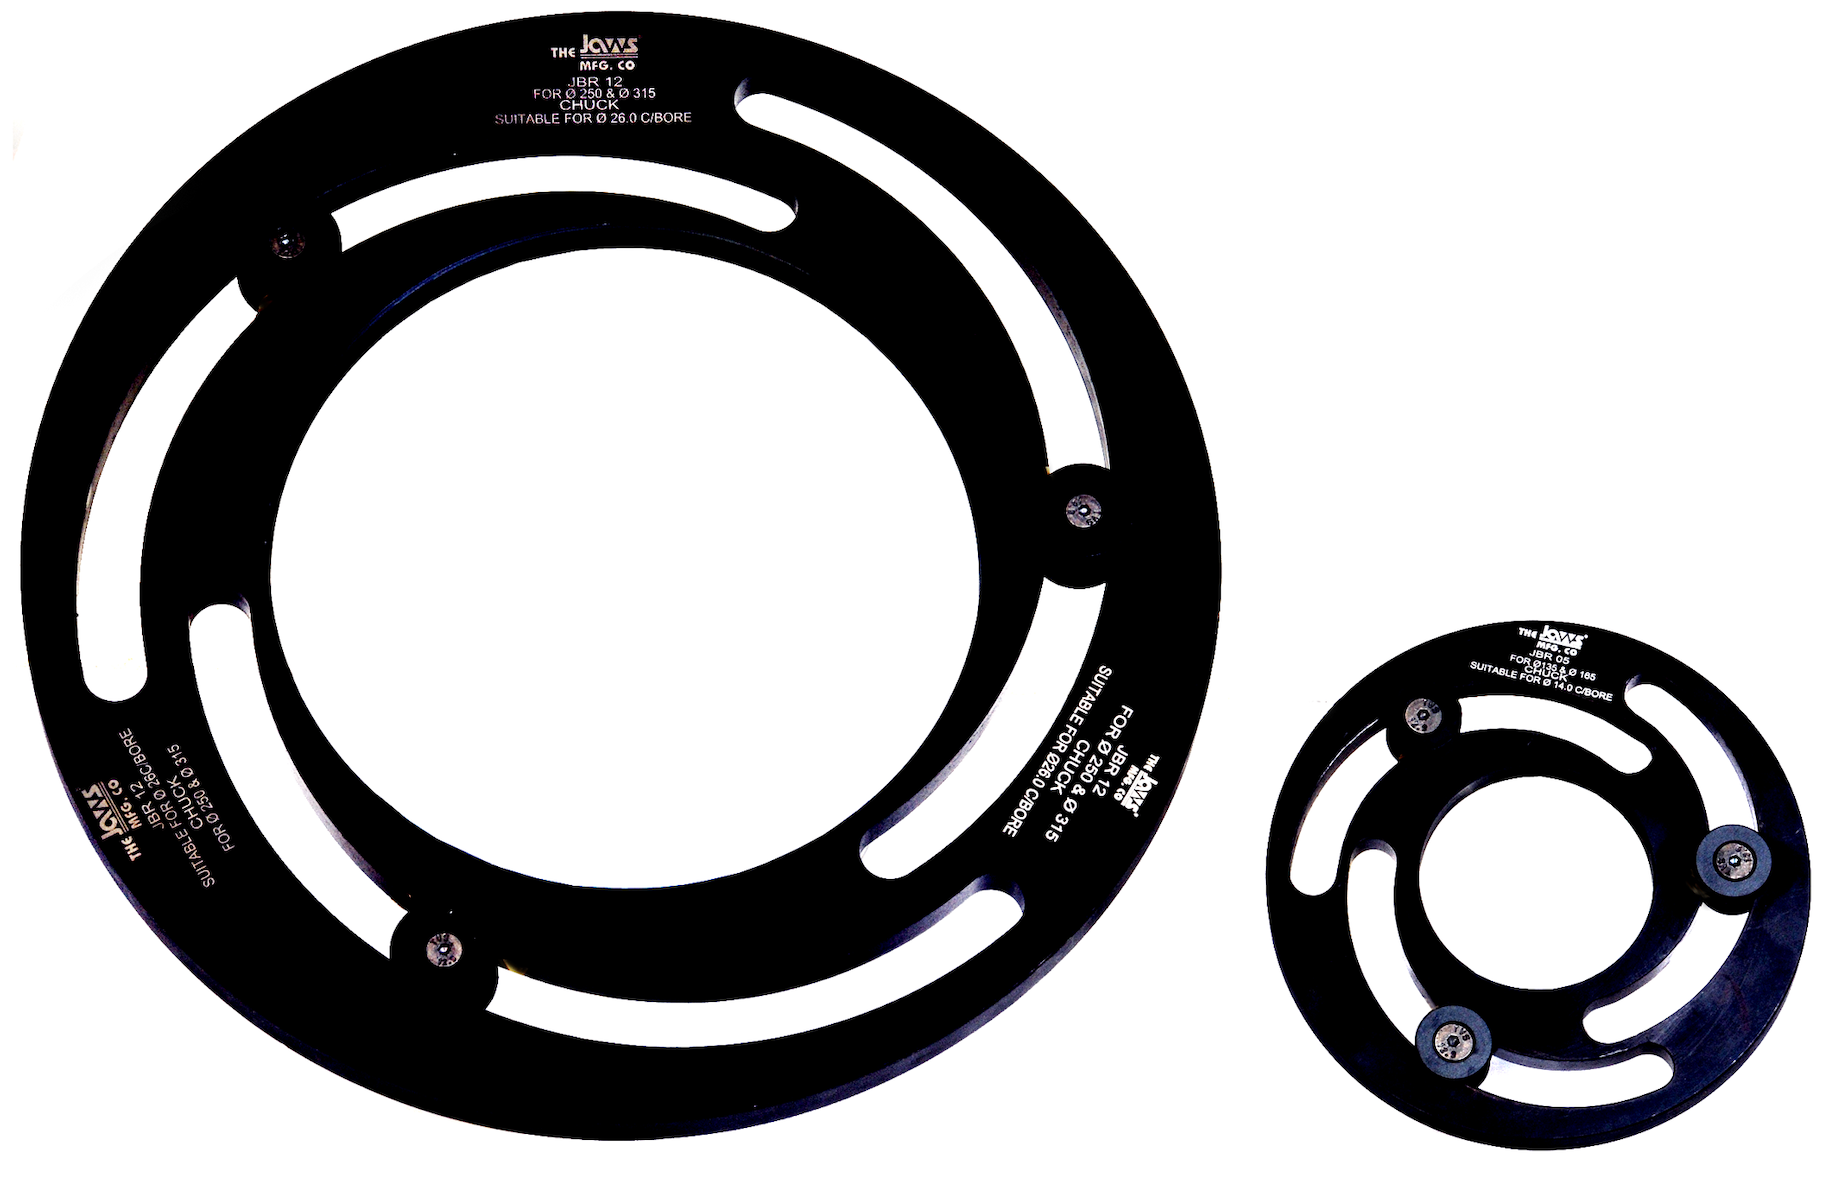 THE Jaws
MFG. CO
JBR 12
FOR Ø 250 & Ø 315
CHUCK
SUITABLE FOR Ø 26.0 C/BORE
THE Jaws
MFG. CO
JBR 12
FOR Ø 250 & Ø 315
CHUCK
SUITABLE FOR Ø26.0 C/BORE
THE Jaws
MFG. CO
JBR 12
SUITABLE FOR Ø 26C/BORE
CHUCK
FOR Ø 250 & Ø 315
THE Jaws
MFG. CO
JBR 05
FOR Ø135 & Ø 165
CHUCK
SUITABLE FOR Ø 14.0 C/BORE